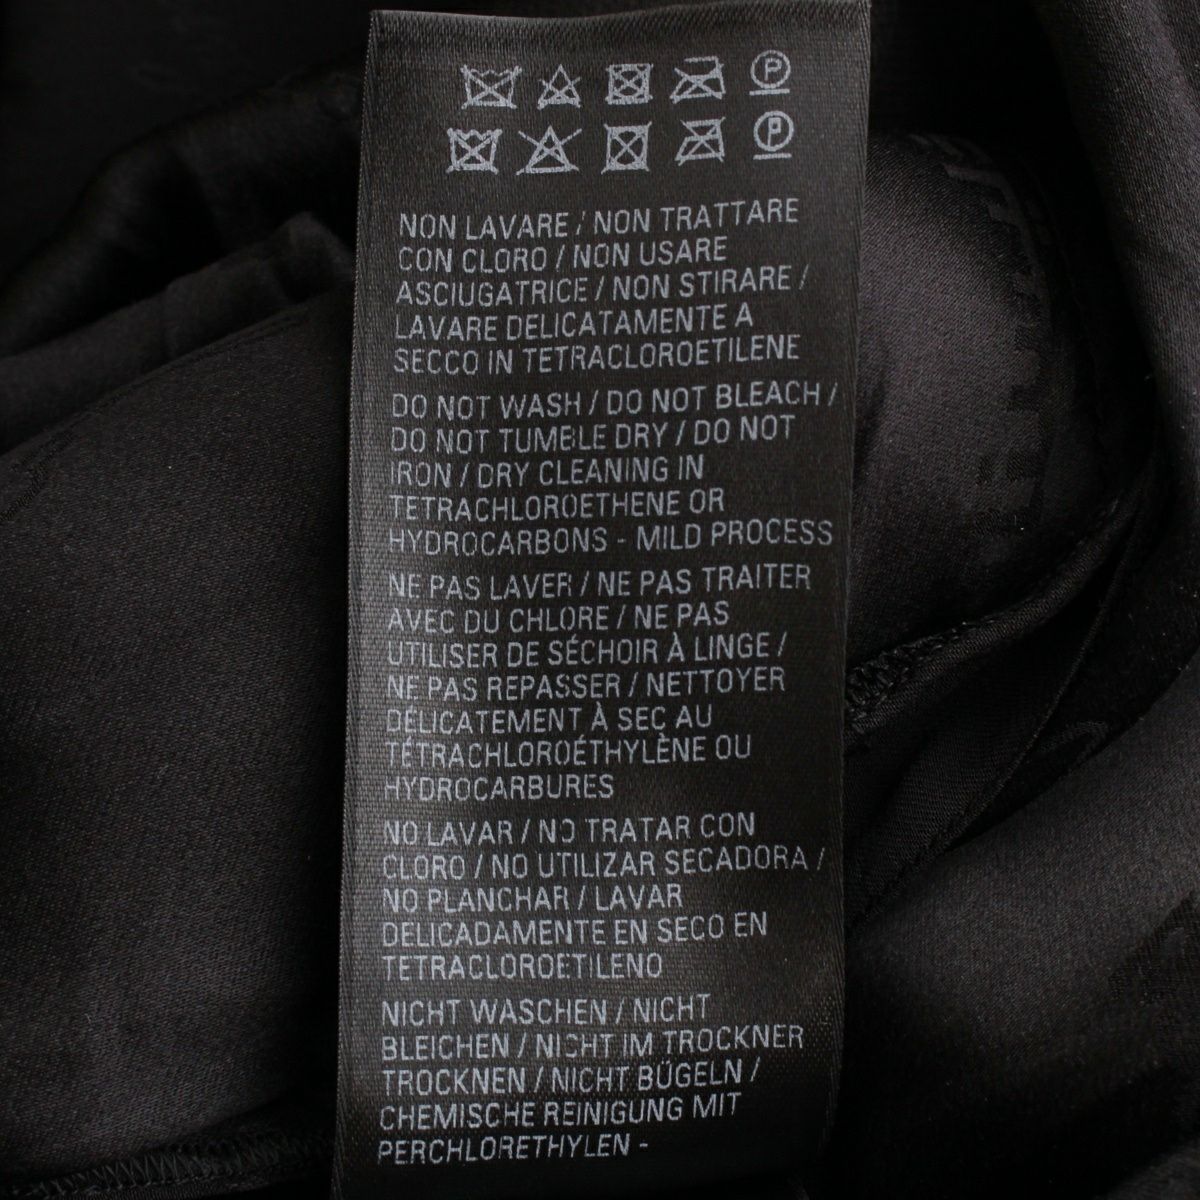 P
P
NON LAVARE / NON TRATTARE
CON CLORO / NON USARE
ASCIUGATRICE / NON STIRARE /
LAVARE DELICATAMENTE A
SECCO IN TETRACLOROETILENE
DO NOT WASH / DO NOT BLEACH /
DO NOT TUMBLE DRY / DO NOT
IRON / DRY CLEANING IN
TETRACHLOROETHENE OR
HYDROCARBONS - MILD PROCESS
NE PAS LAVER / NE PAS TRAITER
AVEC DU CHLORE / NE PAS
UTILISER DE SÉCHOIR À LINGE /
NE PAS REPASSER / NETTOYER
DÉLICATEMENT À SEC AU
TÉTRACHLOROÉTHYLÈNE OU
HYDROCARBURES
NO LAVAR / NO TRATAR CON
CLORO / NO UTILIZAR SECADORA /
NO PLANCHAR / LAVAR
DELICADAMENTE EN SECO EN
TETRACLOROETILENO
NICHT WASCHEN / NICHT
BLEICHEN / NICHT IM TROCKNER
TROCKNEN / NICHT BÜGELN /
CHEMISCHE REINIGUNG MIT
PERCHLORETHYLEN -